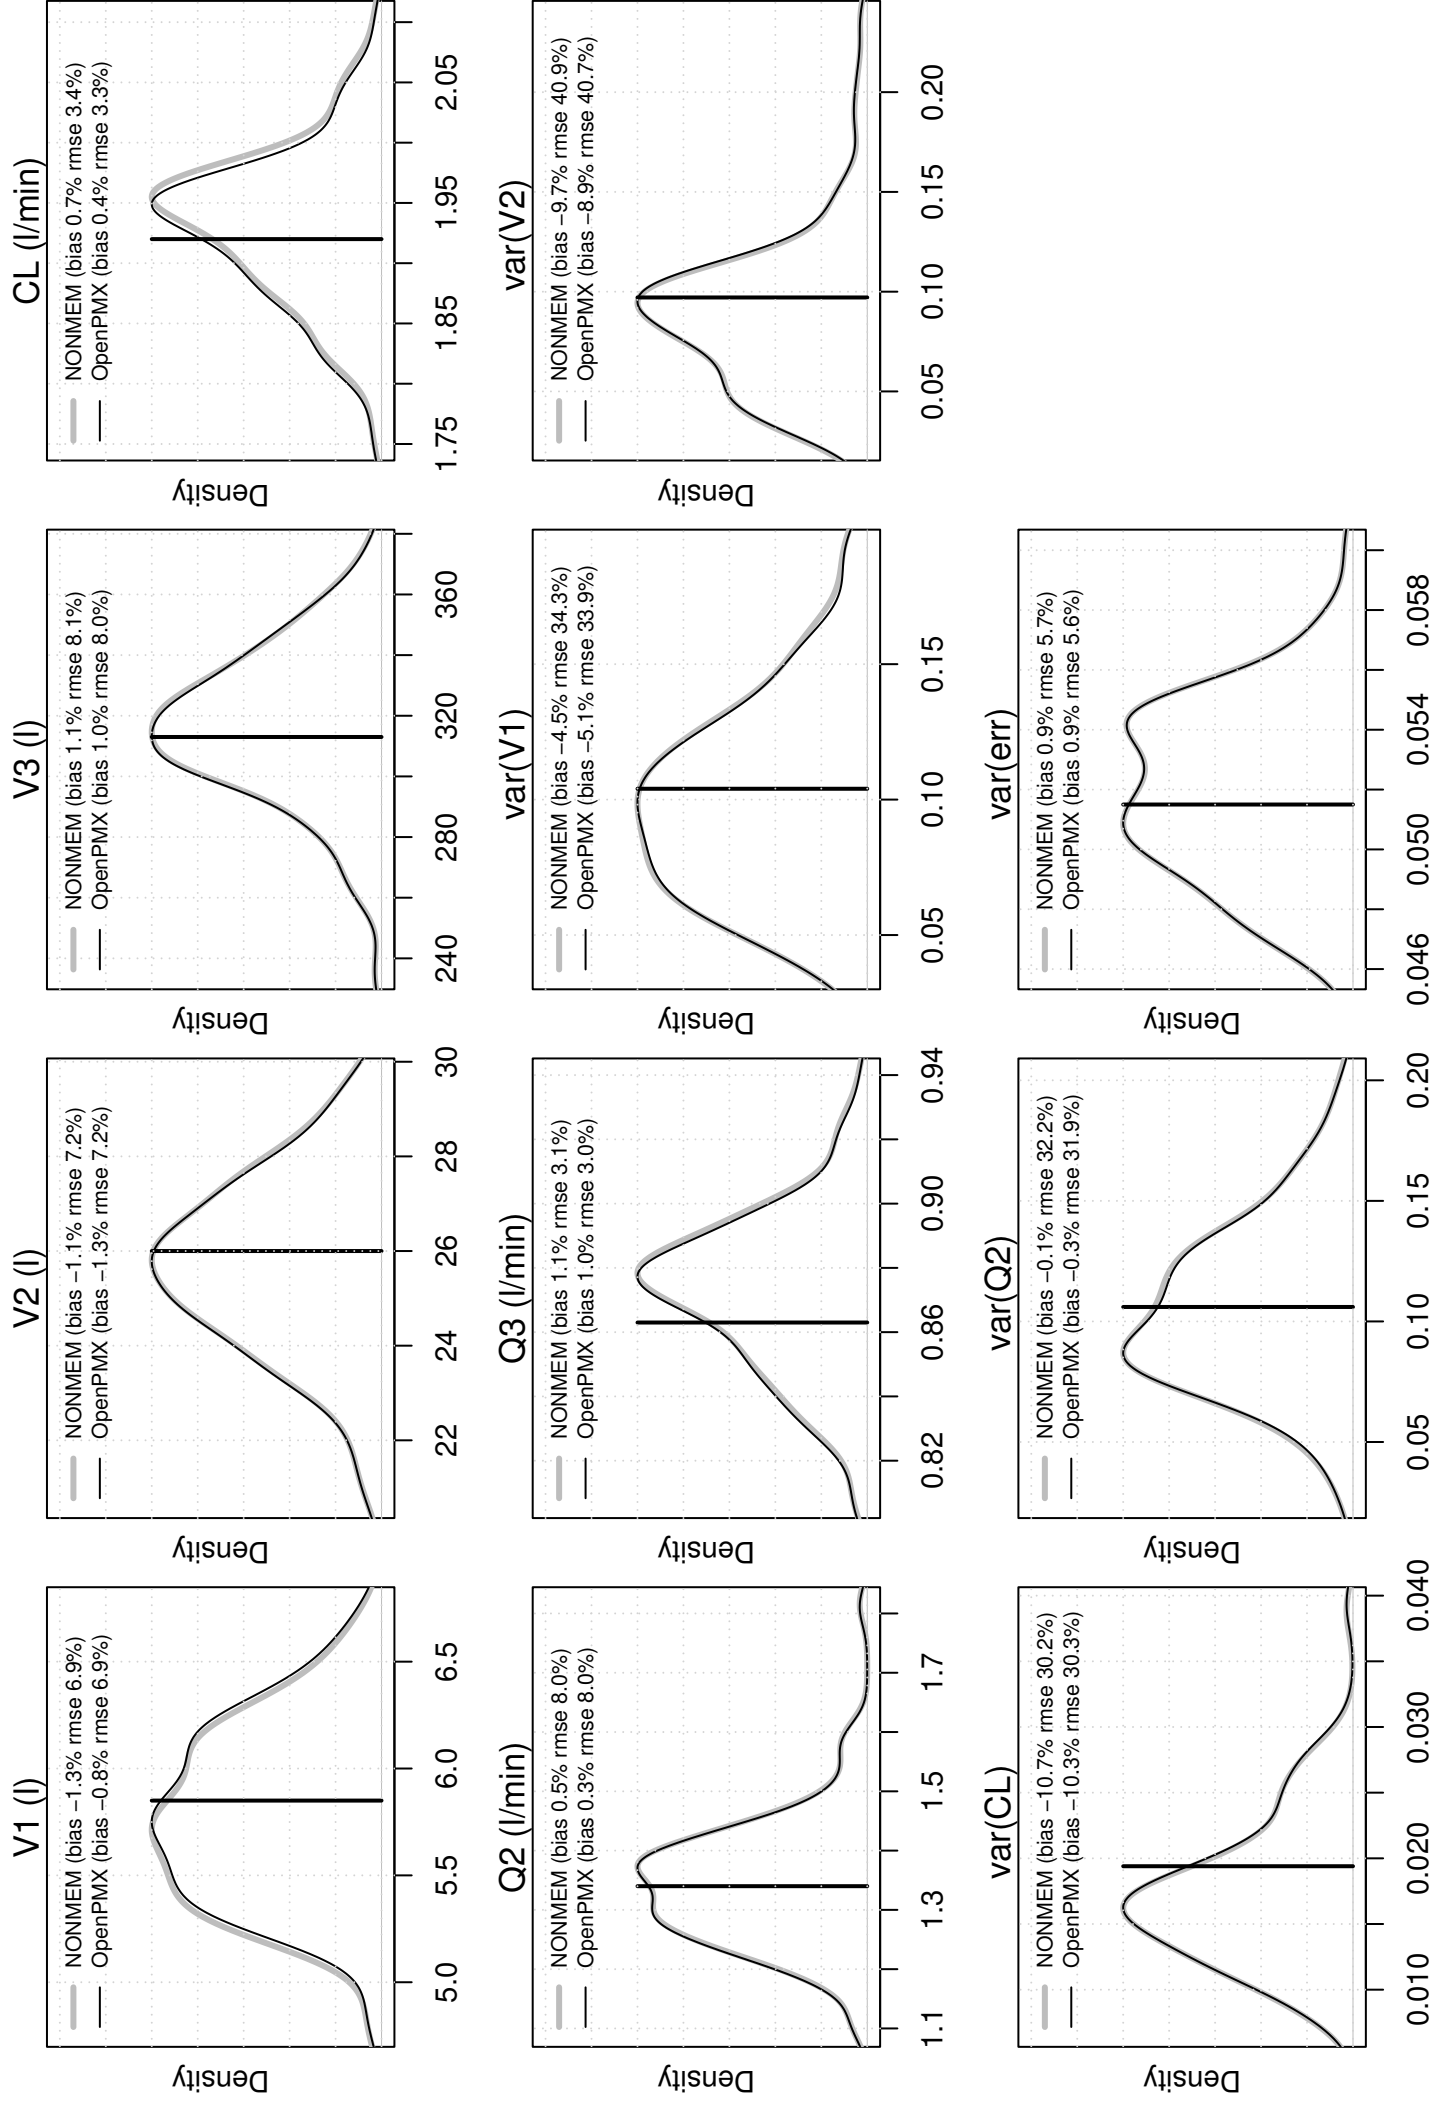 V1 (l)
NONMEM (bias −1.3% rmse 6.9%)
OpenPMX (bias −0.8% rmse 6.9%)
Density
5.0 5.5 6.0 6.5
V2 (l)
NONMEM (bias −1.1% rmse 7.2%)
OpenPMX (bias −1.3% rmse 7.2%)
Density
22 24 26 28 30
V3 (l)
NONMEM (bias 1.1% rmse 8.1%)
OpenPMX (bias 1.0% rmse 8.0%)
Density
240 280 320 360
CL (l/min)
NONMEM (bias 0.7% rmse 3.4%)
OpenPMX (bias 0.4% rmse 3.3%)
Density
1.75 1.85 1.95 2.05
Q2 (l/min)
NONMEM (bias 0.5% rmse 8.0%)
OpenPMX (bias 0.3% rmse 8.0%)
Density
1.1 1.3 1.5 1.7
Q3 (l/min)
NONMEM (bias 1.1% rmse 3.1%)
OpenPMX (bias 1.0% rmse 3.0%)
Density
0.82 0.86 0.90 0.94
var(V1)
NONMEM (bias −4.5% rmse 34.3%)
OpenPMX (bias −5.1% rmse 33.9%)
Density
0.05 0.10 0.15
var(V2)
NONMEM (bias −9.7% rmse 40.9%)
OpenPMX (bias −8.9% rmse 40.7%)
Density
0.05 0.10 0.15 0.20
var(CL)
NONMEM (bias −10.7% rmse 30.2%)
OpenPMX (bias −10.3% rmse 30.3%)
Density
0.010 0.020 0.030 0.040
var(Q2)
NONMEM (bias −0.1% rmse 32.2%)
OpenPMX (bias −0.3% rmse 31.9%)
Density
0.05 0.10 0.15 0.20
var(err)
NONMEM (bias 0.9% rmse 5.7%)
OpenPMX (bias 0.9% rmse 5.6%)
Density
0.046 0.050 0.054 0.058